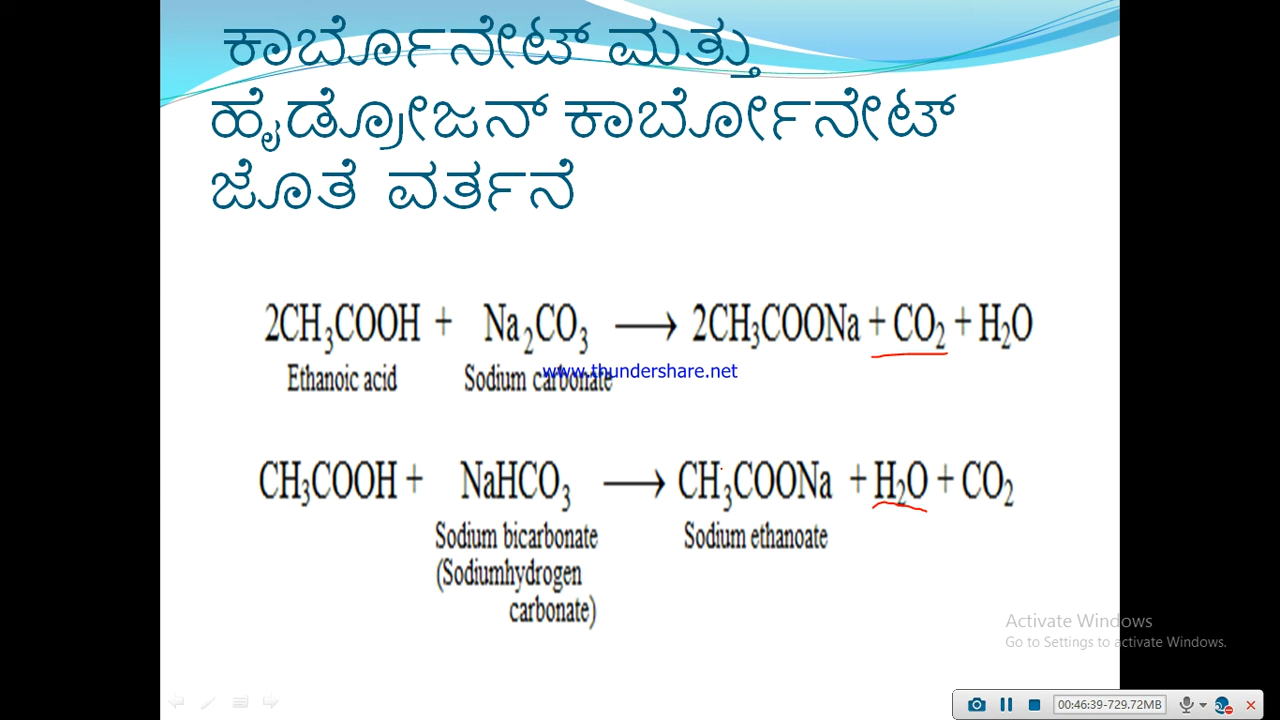 ಕಾರ್ಬೊನೇಟ್ ಮತ್ತು
ಹೈಡ್ರೋಜನ್ ಕಾರ್ಬೋನೇಟ್
ಜೊತೆ ವರ್ತನೆ
2CH₃COOH + Na₂CO₃ ⟶ 2CH₃COONa + CO₂ + H₂O
Ethanoic acid Sodium carbonate
www.thundershare.net
CH₃COOH + NaHCO₃ ⟶ CH₃COONa + H₂O + CO₂
Sodium bicarbonate Sodium ethanoate
(Sodiumhydrogen
carbonate)
Activate Windows
Go to Settings to activate Windows.
00:46:39-729.72MB